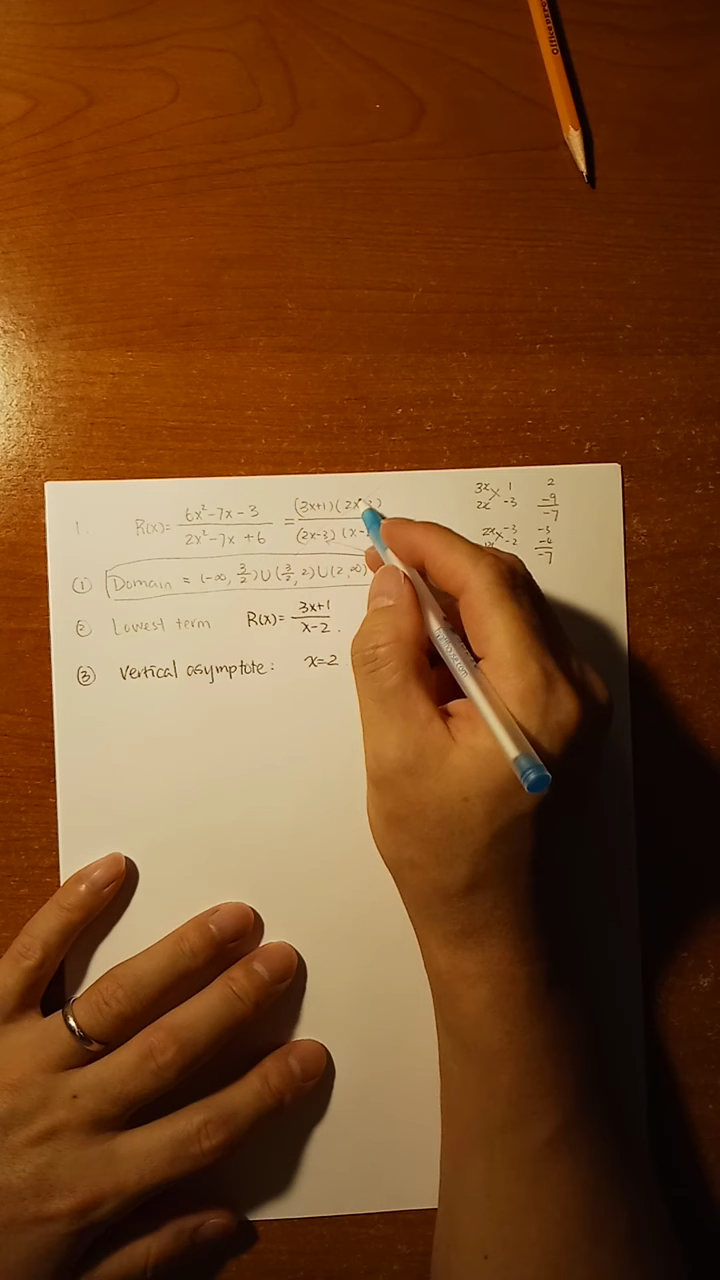 1. R(x)= 6x²-7x-3 / 2x²-7x+6 = (3x+1)(2x / (2x-3)(x-
① Domain = (-∞, 3/2) ∪ (3/2, 2) ∪ (2, ∞)
② Lowest term R(x)= 3x+1 / x-2 .
③ Vertical asymptote: x=2
3x 1 2
2x -3 -9
-7
2x -3 -3
-2 -4
-7